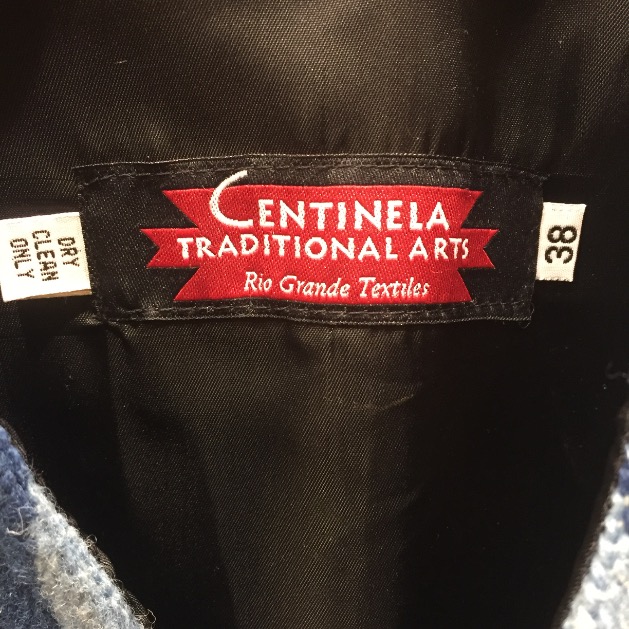 CENTINELA
TRADITIONAL ARTS
Rio Grande Textiles
DRY
CLEAN
ONLY
38